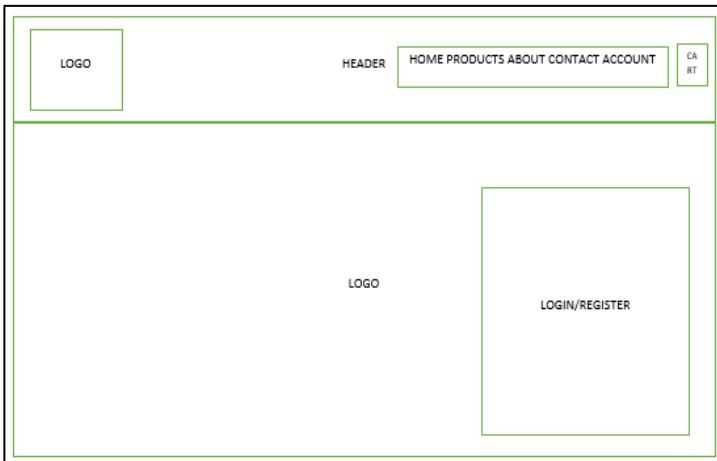 LOGO
HEADER
HOME PRODUCTS ABOUT CONTACT ACCOUNT
CA
RT
LOGO
LOGIN/REGISTER